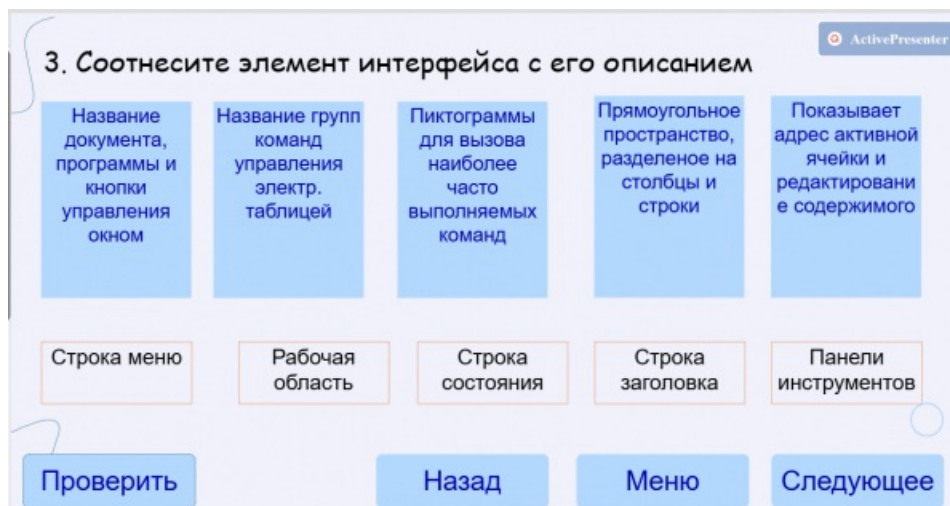 ActivePresenter
3. Соотнесите элемент интерфейса с его описанием
Название
документа,
программы и
кнопки
управления
окном
Название групп
команд
управления
электр.
таблицей
Пиктограммы
для вызова
наиболее
часто
выполняемых
команд
Прямоугольное
пространство,
разделеное на
столбцы и
строки
Показывает
адрес активной
ячейки и
редактировани
е содержимого
Строка меню
Рабочая
область
Строка
состояния
Строка
заголовка
Панели
инструментов
Проверить
Назад
Меню
Следующее